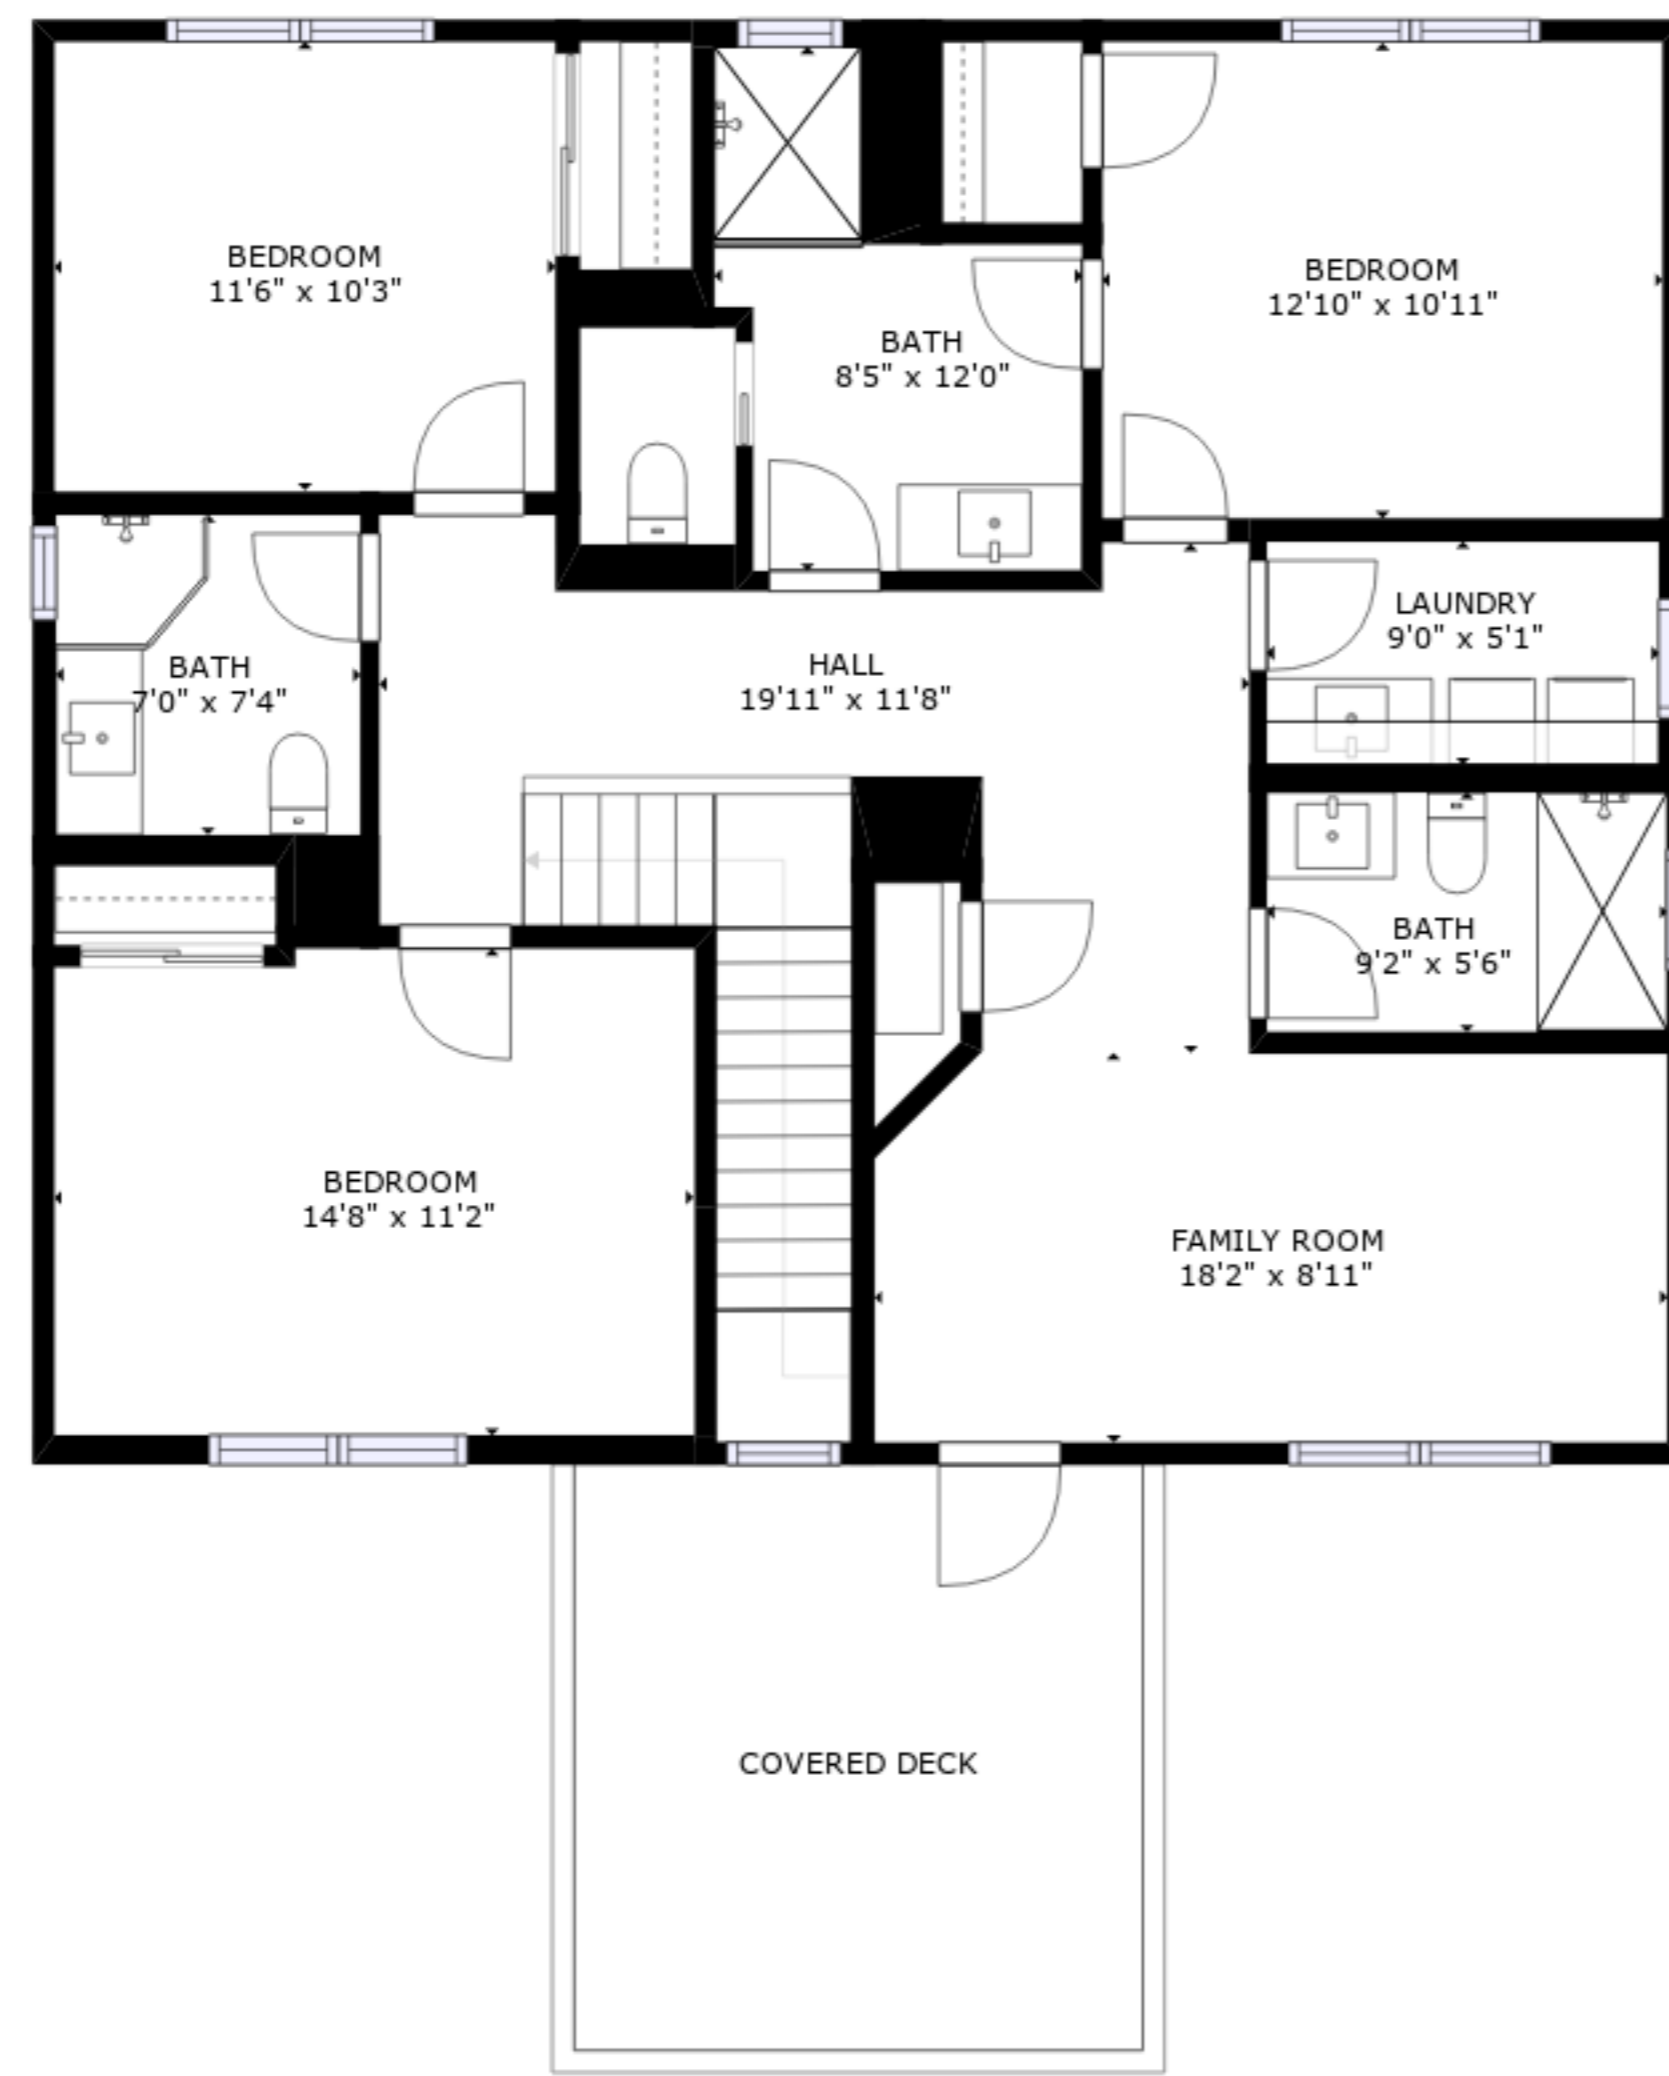 BEDROOM
11'6" x 10'3"
BEDROOM
12'10" x 10'11"
BATH
8'5" x 12'0"
LAUNDRY
9'0" x 5'1"
HALL
19'11" x 11'8"
BATH
7'0" x 7'4"
BATH
9'2" x 5'6"
BEDROOM
14'8" x 11'2"
FAMILY ROOM
18'2" x 8'11"
COVERED DECK